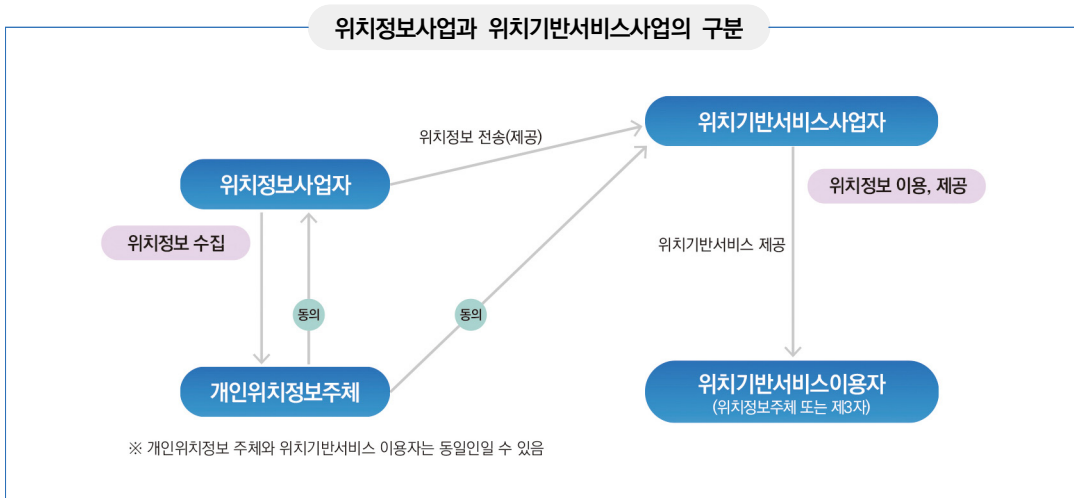 위치정보사업과 위치기반서비스사업의 구분
위치기반서비스사업자
위치정보 전송(제공)
위치정보사업자
위치정보 이용, 제공
위치정보 수집
위치기반서비스 제공
동의
동의
개인위치정보주체
위치기반서비스이용자
(위치정보주체 또는 제3자)
※ 개인위치정보 주체와 위치기반서비스 이용자는 동일인일 수 있음